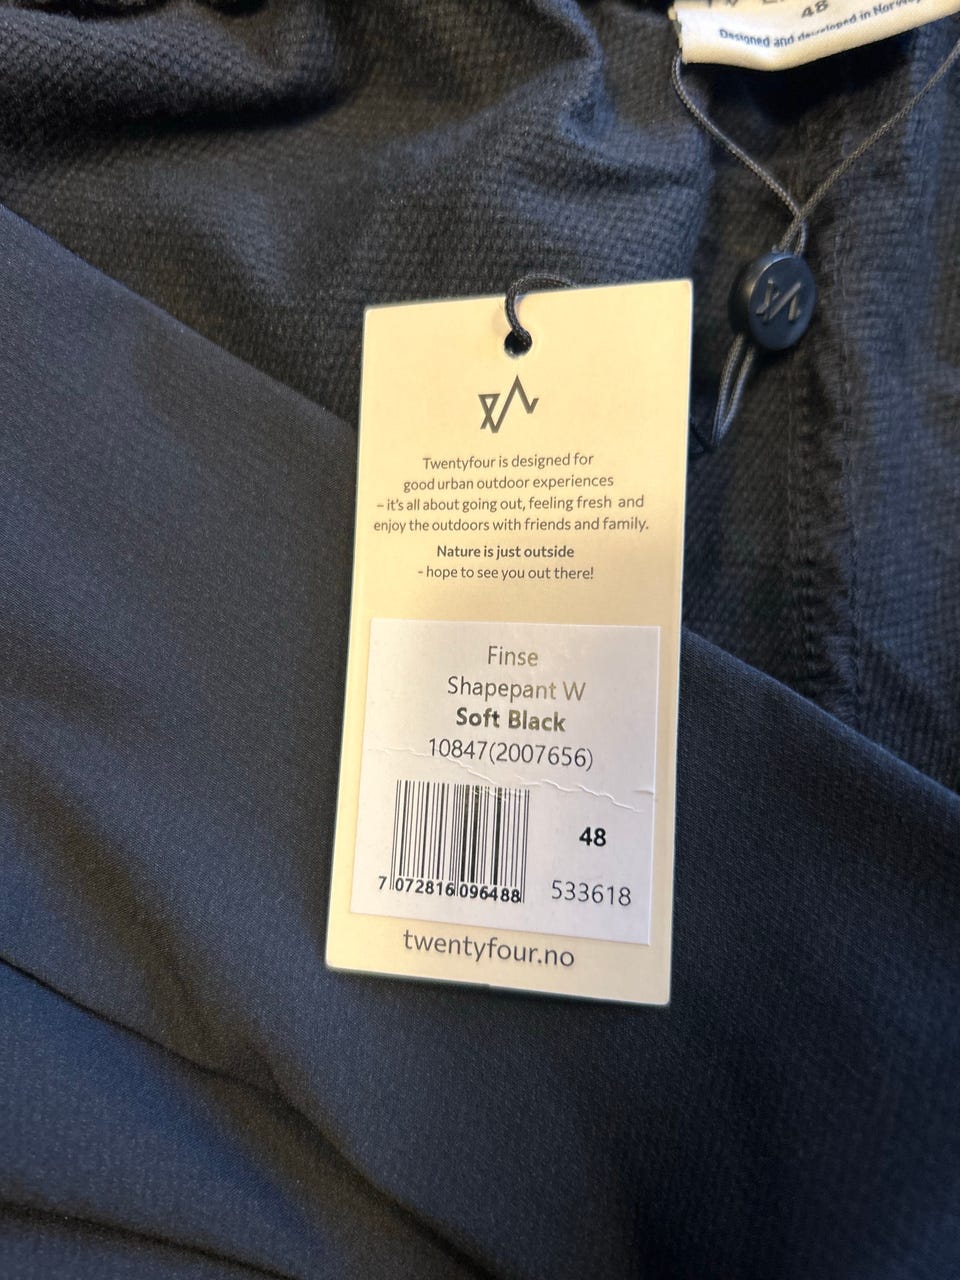 48
Designed and developed in Norway
Twentyfour is designed for
good urban outdoor experiences
– it's all about going out, feeling fresh and
enjoy the outdoors with friends and family.
Nature is just outside
- hope to see you out there!
Finse
Shapepant W
Soft Black
10847(2007656)
48
7 072816 096488
533618
twentyfour.no